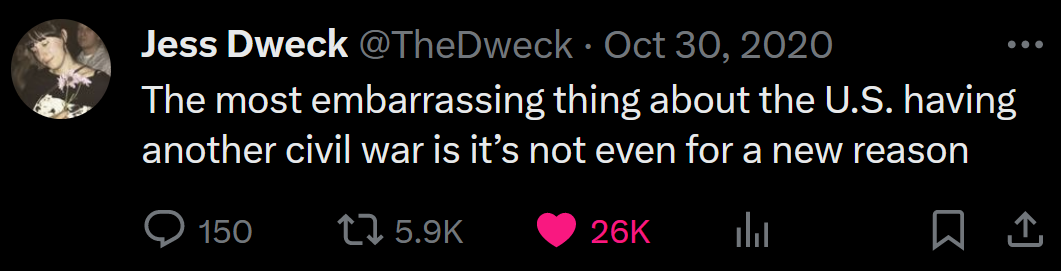 Jess Dweck @TheDweck · Oct 30, 2020
The most embarrassing thing about the U.S. having
another civil war is it’s not even for a new reason
150 5.9K 26K